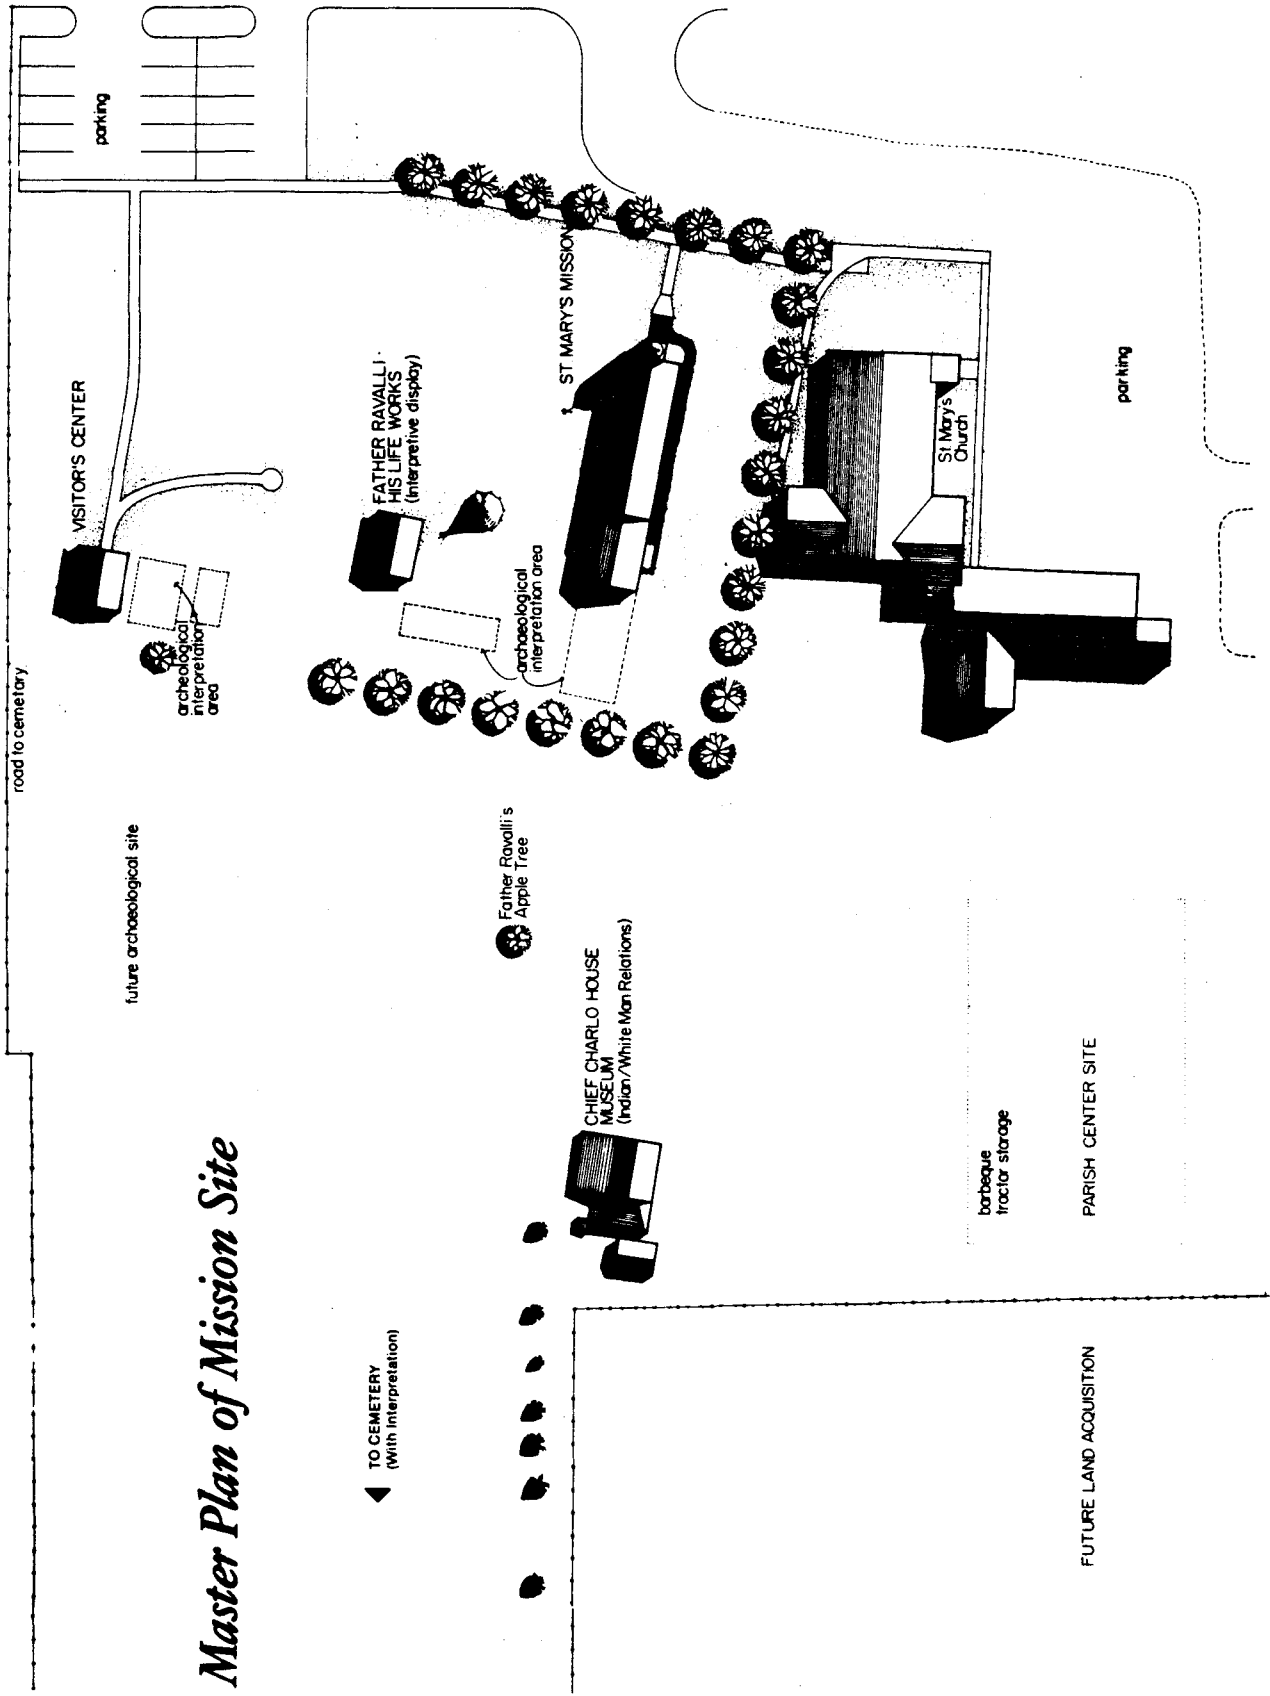 Master Plan of Mission Site
road to cemetary
parking
VISITOR'S CENTER
archeological
interpretation
area
future archaeological site
FATHER RAVALLI
HIS LIFE WORKS
(Interpretive display)
archaeological
interpretation area
ST MARY'S MISSION
Father Ravalli's
Apple Tree
CHIEF CHARLO HOUSE
MUSEUM
(Indian/White Man Relations)
TO CEMETERY
(With Interpretation)
St Mary's
Church
parking
barbeque
tractor storage
PARISH CENTER SITE
FUTURE LAND ACQUISITION